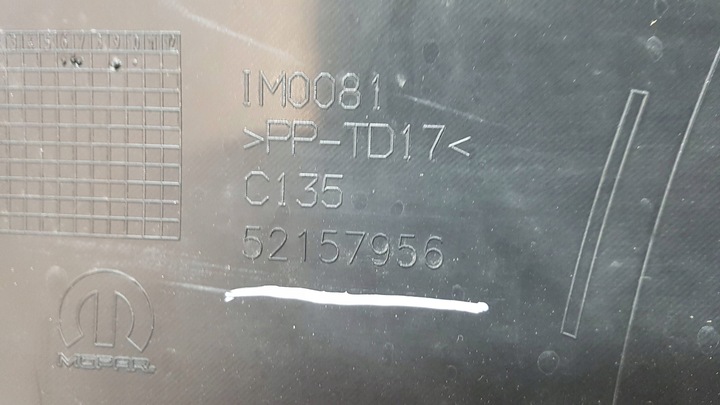 IM0081
>PP-TD17<
C135
52157956
MOPAR.